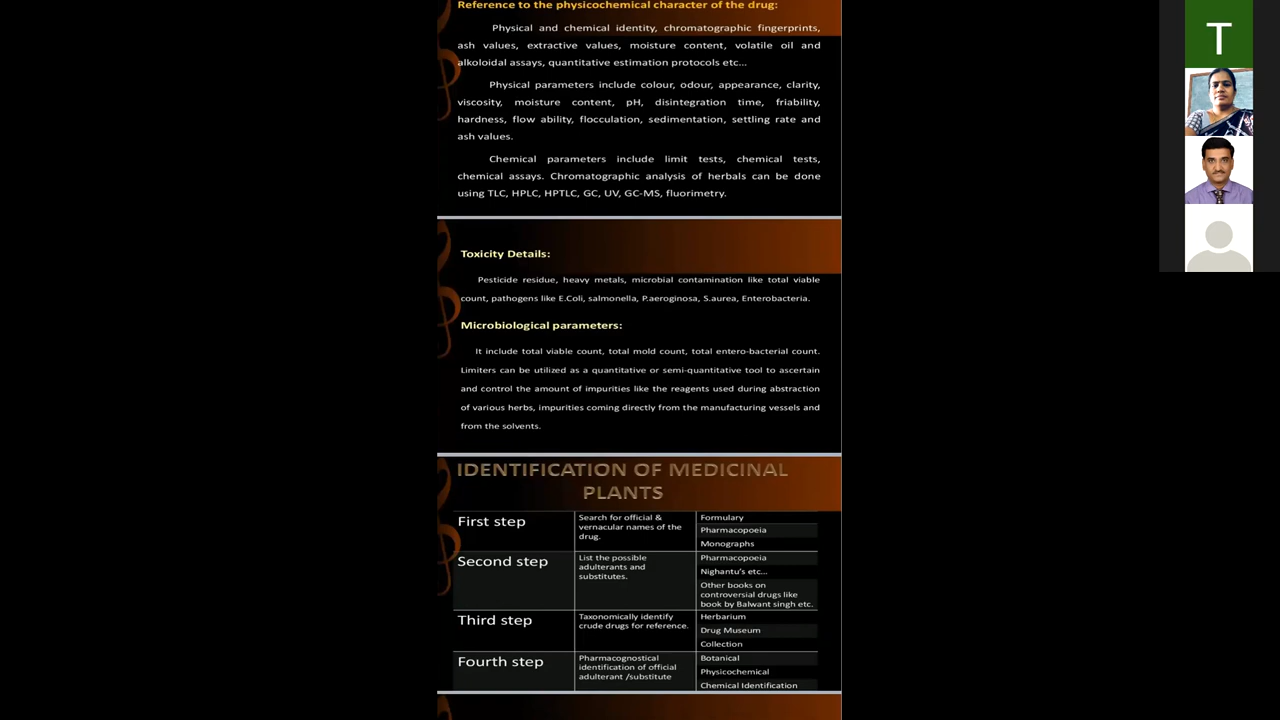 Reference to the physicochemical character of the drug:
Physical and chemical identity, chromatographic fingerprints,
ash values, extractive values, moisture content, volatile oil and
alkoloidal assays, quantitative estimation protocols etc...
Physical parameters include colour, odour, appearance, clarity,
viscosity, moisture content, pH, disintegration time, friability,
hardness, flow ability, flocculation, sedimentation, settling rate and
ash values.
Chemical parameters include limit tests, chemical tests,
chemical assays. Chromatographic analysis of herbals can be done
using TLC, HPLC, HPTLC, GC, UV, GC-MS, fluorimetry.
Toxicity Details:
Pesticide residue, heavy metals, microbial contamination like total viable
count, pathogens like E.Coli, salmonella, P.aeroginosa, S.aurea, Enterobacteria.
Microbiological parameters:
It include total viable count, total mold count, total entero-bacterial count.
Limiters can be utilized as a quantitative or semi-quantitative tool to ascertain
and control the amount of impurities like the reagents used during abstraction
of various herbs, impurities coming directly from the manufacturing vessels and
from the solvents.
IDENTIFICATION OF MEDICINAL
PLANTS
First step
Search for official &
vernacular names of the
drug.
Formulary
Pharmacopoeia
Monographs
Second step
List the possible
adulterants and
substitutes.
Pharmacopoeia
Nighantu's etc...
Other books on
controversial drugs like
book by Balwant singh etc.
Third step
Taxonomically identify
crude drugs for reference.
Herbarium
Drug Museum
Collection
Fourth step
Pharmacognostical
identification of official
adulterant /substitute
Botanical
Physicochemical
Chemical Identification
T